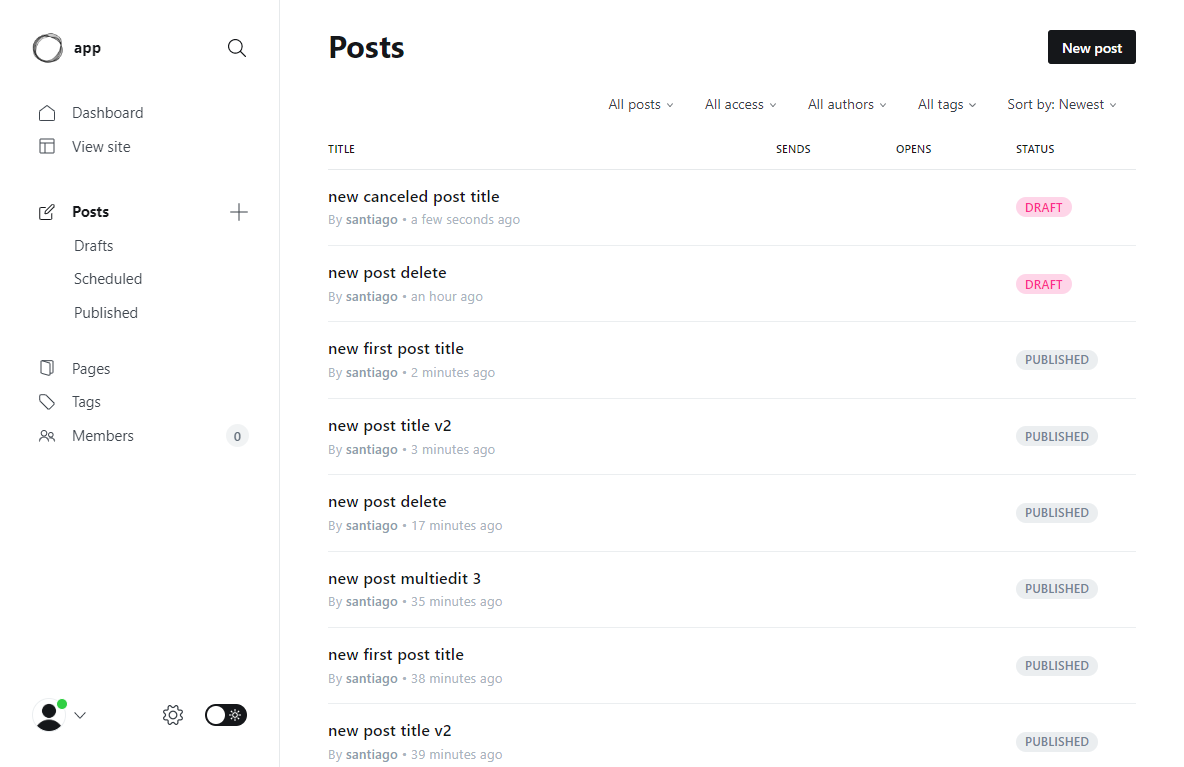 app
Dashboard
View site
Posts
Drafts
Scheduled
Published
Pages
Tags
Members 0
Posts
New post
All posts All access All authors All tags Sort by: Newest
TITLE SENDS OPENS STATUS
new canceled post title
By santiago • a few seconds ago
DRAFT
new post delete
By santiago • an hour ago
DRAFT
new first post title
By santiago • 2 minutes ago
PUBLISHED
new post title v2
By santiago • 3 minutes ago
PUBLISHED
new post delete
By santiago • 17 minutes ago
PUBLISHED
new post multiedit 3
By santiago • 35 minutes ago
PUBLISHED
new first post title
By santiago • 38 minutes ago
PUBLISHED
new post title v2
By santiago • 39 minutes ago
PUBLISHED